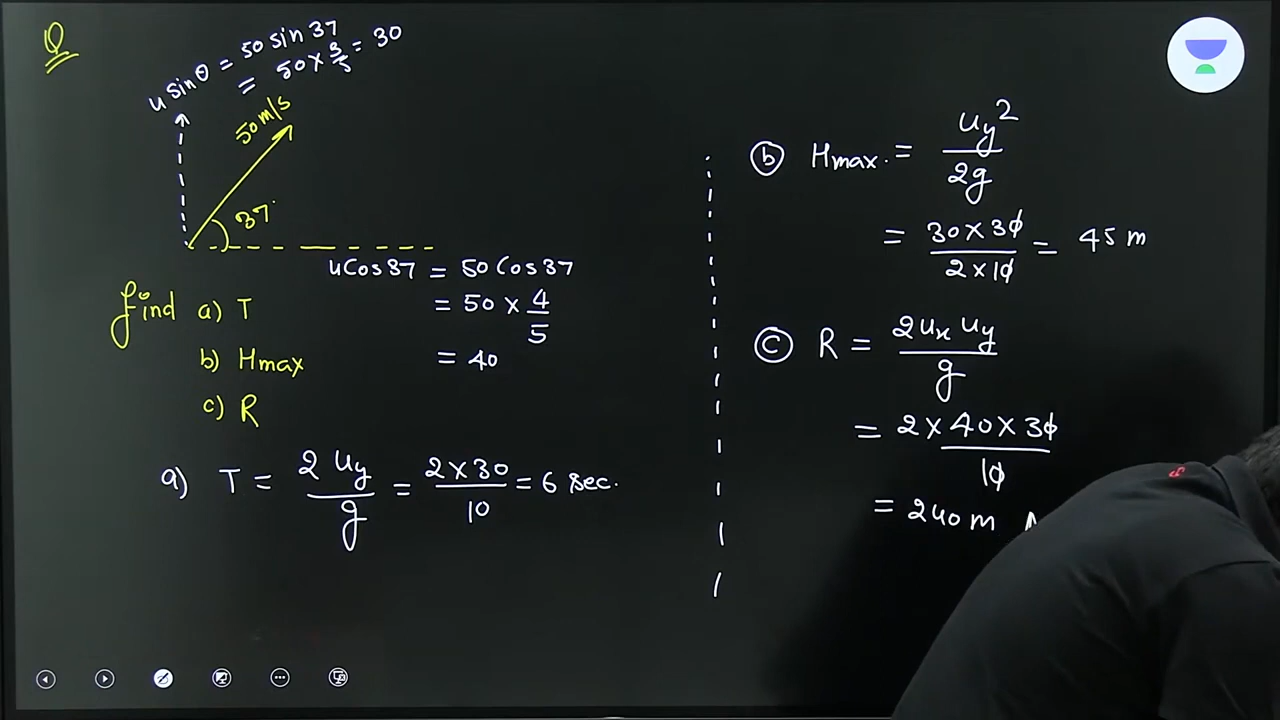 Q
u sinθ = 50 sin 37
= 50 × 3/5 = 30
50 m/s
37°
u Cos 37 = 50 Cos 37
= 50 × 4/5
= 40
find a) T
b) Hmax
c) R
a) T = 2 uy / g = 2 × 30 / 10 = 6 sec.
(b) Hmax. = uy² / 2g
= 30 × 30 / 2 × 10 = 45 m
(c) R = 2 ux uy / g
= 2 × 40 × 30 / 10
= 240 m